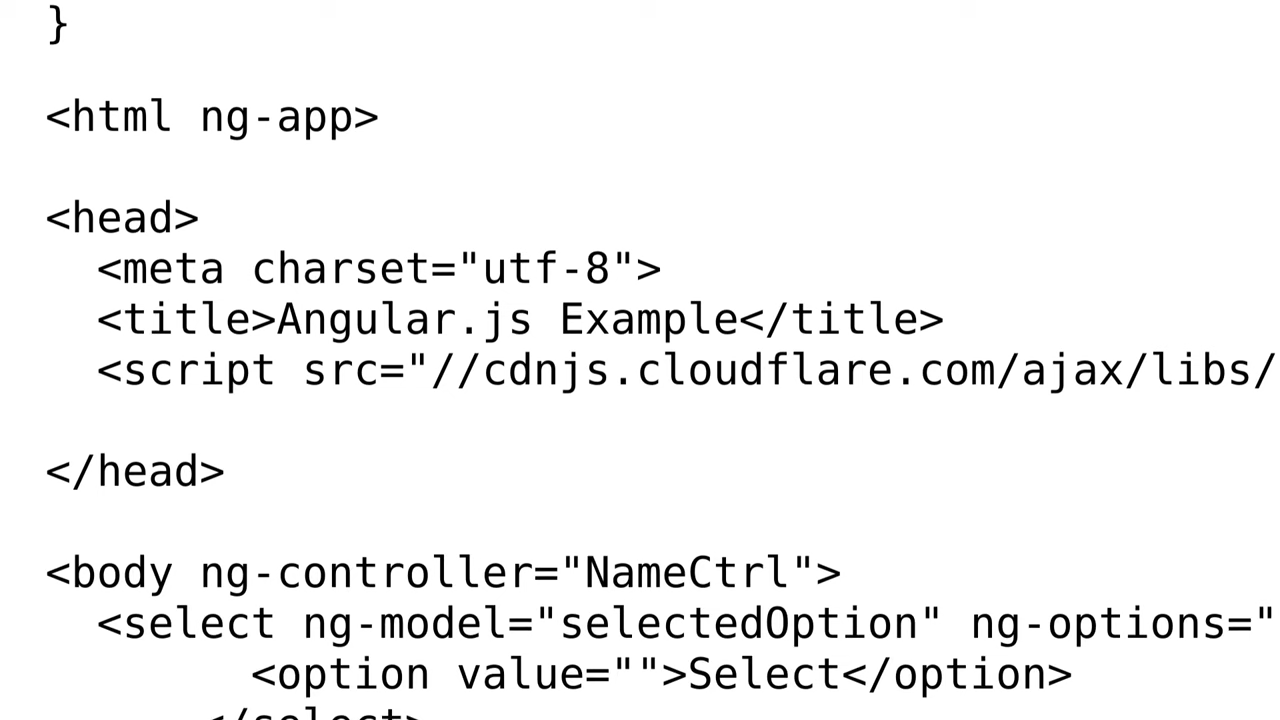 }
<html ng-app>
<head>
<meta charset="utf-8">
<title>Angular.js Example</title>
<script src="//cdnjs.cloudflare.com/ajax/libs/
</head>
<body ng-controller="NameCtrl">
<select ng-model="selectedOption" ng-options="
<option value="">Select</option>
</select>